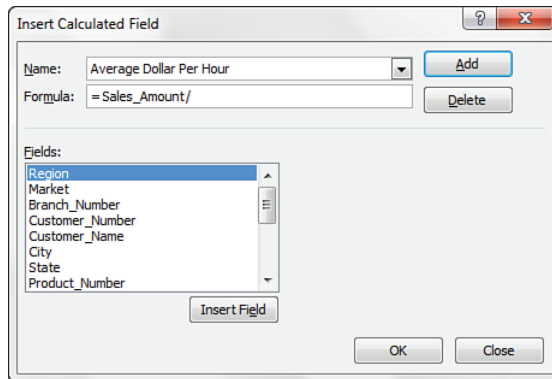 Insert Calculated Field
Name: Average Dollar Per Hour Add
Formula: =Sales_Amount/ Delete
Fields:
Region
Market
Branch_Number
Customer_Number
Customer_Name
City
State
Product_Number
Insert Field
OK Close